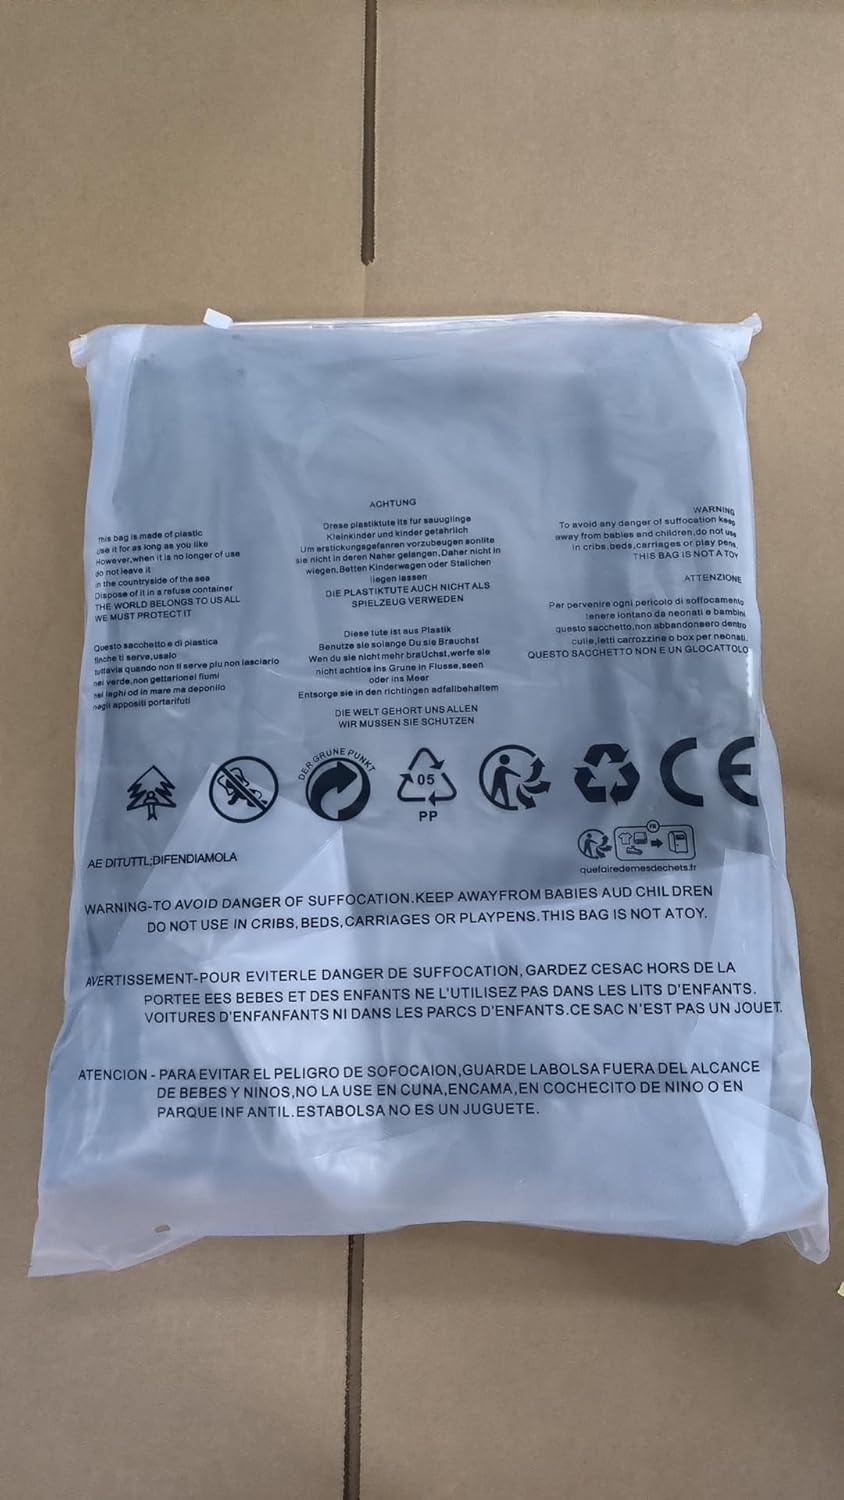 This bag is made of plastic
use it for as long as you like
However,when it is no longer of use
do not leave it
in the countryside of the sea
Dispose of it in a refuse container
THE WORLD BELONGS TO US ALL
WE MUST PROTECT IT
Questo sacchetto e di plastica
finche ti serve,usalo
tuttavia quando non ti serve plu non lasciario
nei verde,non gettarionei fiumi
nei laghi od in mare ma deponilo
negli appositi portarifuti
ACHTUNG
Drese plastiktute its fur sauuglinge
Kleinkinder und kinder getahrlich
Um erstickungsgefanren vorzubeugen sonlite
sie nicht in deren Naher gelangen,Daher nicht in
wiegen,Betten Kinderwagen oder Stalichen
liegen lassen
DIE PLASTIKTUTE AUCH NICHT ALS
SPIELZEUG VERWEDEN
Diese tute ist aus Plastik
Benutze sie solange Du sie Brauchst
Wen du sie nicht mehr braUchst,werfe sie
nicht achtlos ins Grune in Flusse,seen
oder ins Meer
Entsorge sie in den richtingen adfallbehaltem
DIE WELT GEHORT UNS ALLEN
WIR MUSSEN SIE SCHUTZEN
WARNING
To avoid any danger of suffocation keep
away from babies and children,do not use
in cribs,beds,carriages or play pens,
THIS BAG IS NOT A TOY
ATTENZIONE
Per pervenire ogni pericolo di soffocamento
tenere iontano da neonati e bambini
questo sacchetto,non abbandoneero dentro
culle,letti carrozzine o box per neonati.
QUESTO SACCHETTO NON E UN GLOCATTOLO
DER GRUNE PUNKT
05
PP
CE
FR
quefairedemesdechets.fr
AE DITUTTL;DIFENDIAMOLA
WARNING-TO AVOID DANGER OF SUFFOCATION.KEEP AWAYFROM BABIES AUD CHIL DREN
DO NOT USE IN CRIBS, BEDS,CARRIAGES OR PLAYPENS.THIS BAG IS NOT ATOY.
AVERTISSEMENT-POUR EVITERLE DANGER DE SUFFOCATION, GARDEZ CESAC HORS DE LA
PORTEE EES BEBES ET DES ENFANTS NE L'UTILISEZ PAS DANS LES LITS D'ENFANTS.
VOITURES D'ENFANFANTS NI DANS LES PARCS D'ENFANTS.CE SAC N'EST PAS UN JOUET.
ATENCION - PARA EVITAR EL PELIGRO DE SOFOCAION,GUARDE LABOLSA FUERA DEL ALCANCE
DE BEBES Y NINOS,NO LA USE EN CUNA,ENCAMA,EN COCHECITO DE NINO O EN
PARQUE INF ANTIL.ESTABOLSA NO ES UN JUGUETE.